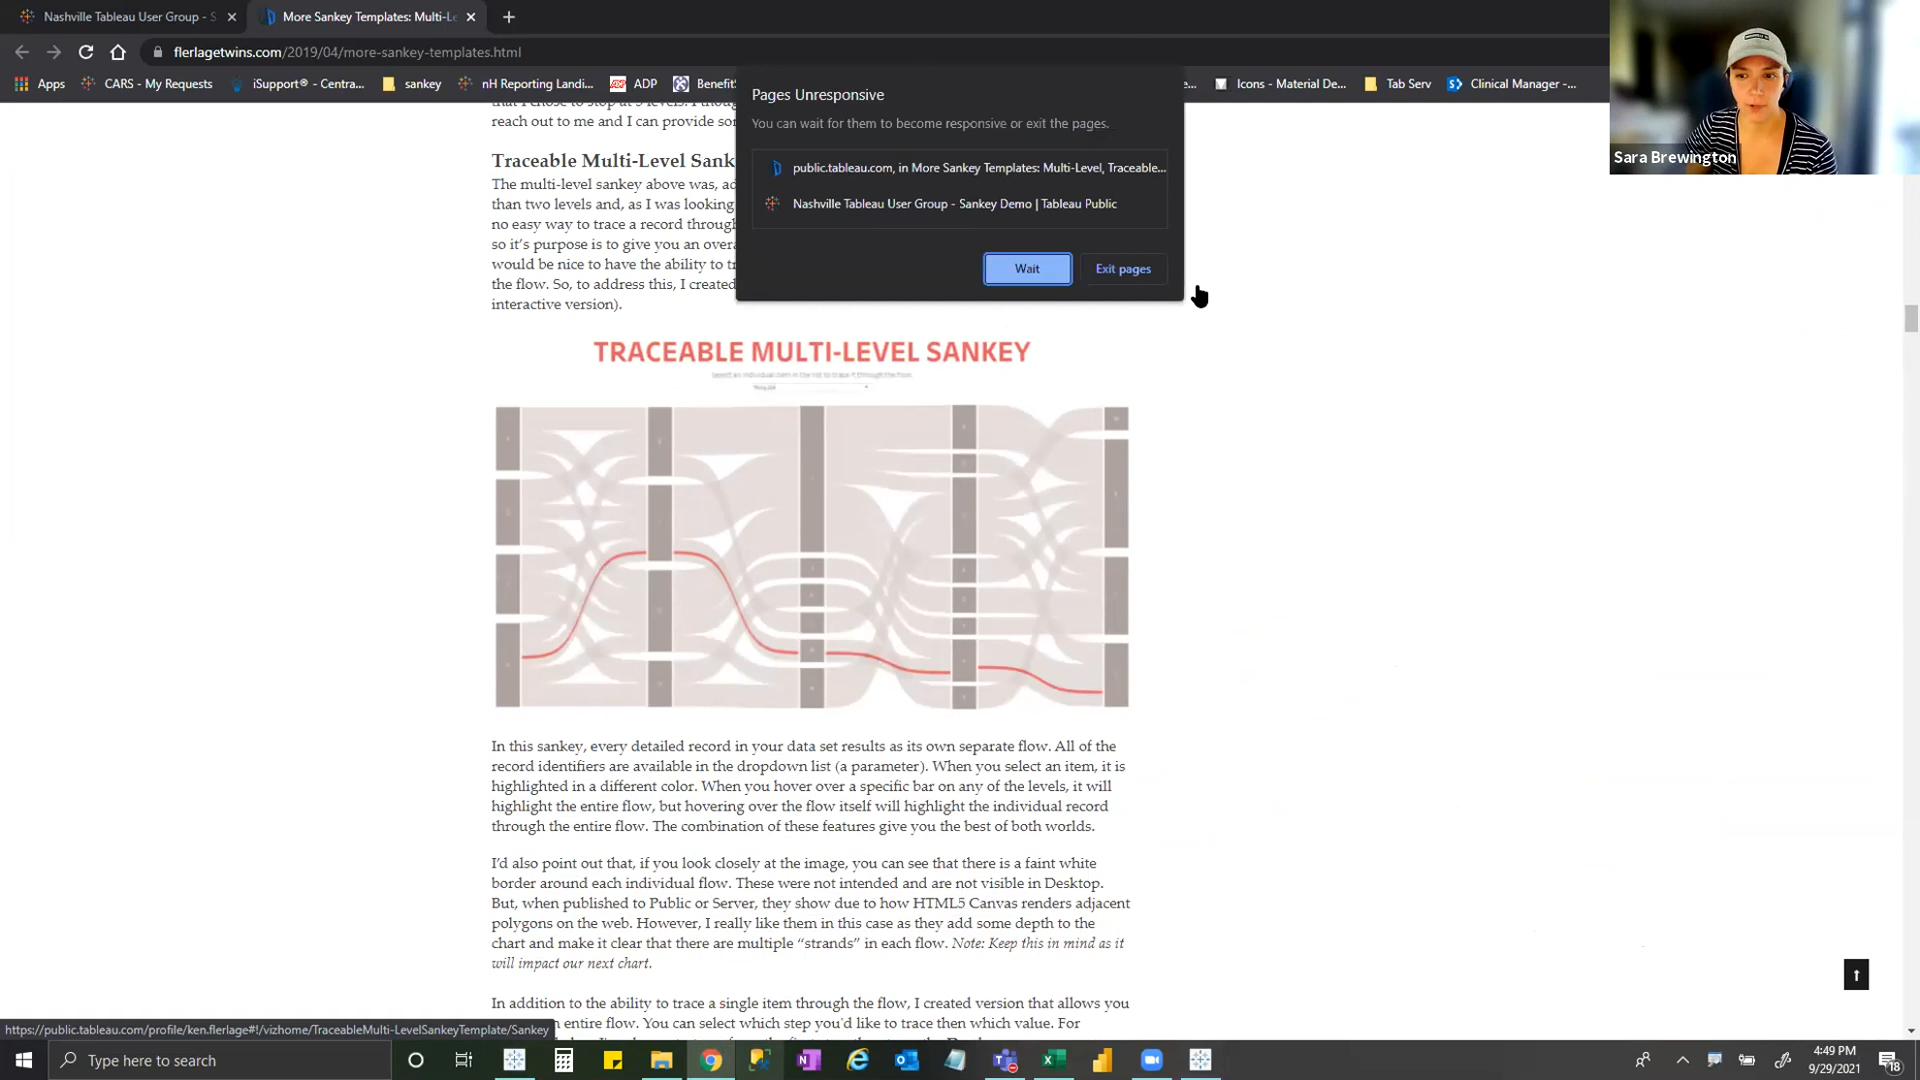 Nashville Tableau User Group - S
More Sankey Templates: Multi-Le
flerlagetwins.com/2019/04/more-sankey-templates.html
Apps
CARS - My Requests
iSupport® - Centra...
sankey
nH Reporting Landi...
ADP
Benefit
e...
Icons - Material De...
Tab Serv
Clinical Manager -...
Sara Brewington
Pages Unresponsive
You can wait for them to become responsive or exit the pages.
public.tableau.com, in More Sankey Templates: Multi-Level, Traceable...
Nashville Tableau User Group - Sankey Demo | Tableau Public
Wait
Exit pages
reach out to me and I can provide so
Traceable Multi-Level Sank
The multi-level sankey above was, ad
than two levels and, as I was looking
no easy way to trace a record through
so it's purpose is to give you an overa
would be nice to have the ability to t
the flow. So, to address this, I created
interactive version).
TRACEABLE MULTI-LEVEL SANKEY
Select an individual item in the list to trace it through the flow.
In this sankey, every detailed record in your data set results as its own separate flow. All of the
record identifiers are available in the dropdown list (a parameter). When you select an item, it is
highlighted in a different color. When you hover over a specific bar on any of the levels, it will
highlight the entire flow, but hovering over the flow itself will highlight the individual record
through the entire flow. The combination of these features give you the best of both worlds.
I'd also point out that, if you look closely at the image, you can see that there is a faint white
border around each individual flow. These were not intended and are not visible in Desktop.
But, when published to Public or Server, they show due to how HTML5 Canvas renders adjacent
polygons on the web. However, I really like them in this case as they add some depth to the
chart and make it clear that there are multiple “strands” in each flow. Note: Keep this in mind as it
will impact our next chart.
In addition to the ability to trace a single item through the flow, I created version that allows you
n entire flow. You can select which step you'd like to trace then which value. For
https://public.tableau.com/profile/ken.flerlage#!/vizhome/TraceableMulti-LevelSankeyTemplate/Sankey
Type here to search
4:49 PM
9/29/2021
18